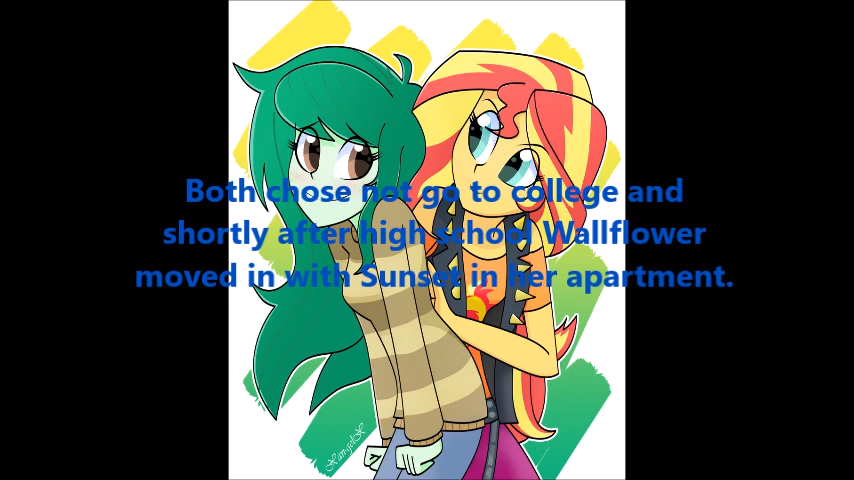 Both chose not go to college and
shortly after high school Wallflower
moved in with Sunset in her apartment.